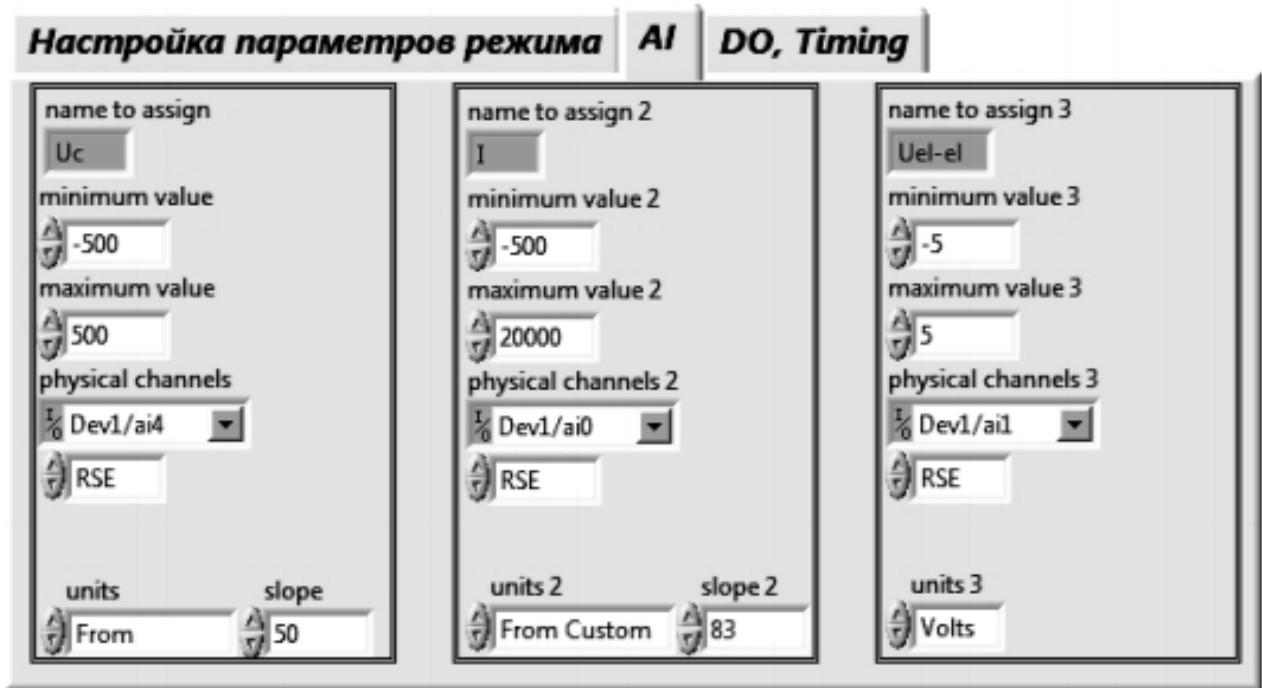 Настройка параметров режима AI DO, Timing
name to assign
Uc
minimum value
-500
maximum value
500
physical channels
I/O Dev1/ai4
RSE
units slope
From 50
name to assign 2
I
minimum value 2
-500
maximum value 2
20000
physical channels 2
I/O Dev1/ai0
RSE
units 2 slope 2
From Custom 83
name to assign 3
Uel-el
minimum value 3
-5
maximum value 3
5
physical channels 3
I/O Dev1/ai1
RSE
units 3
Volts